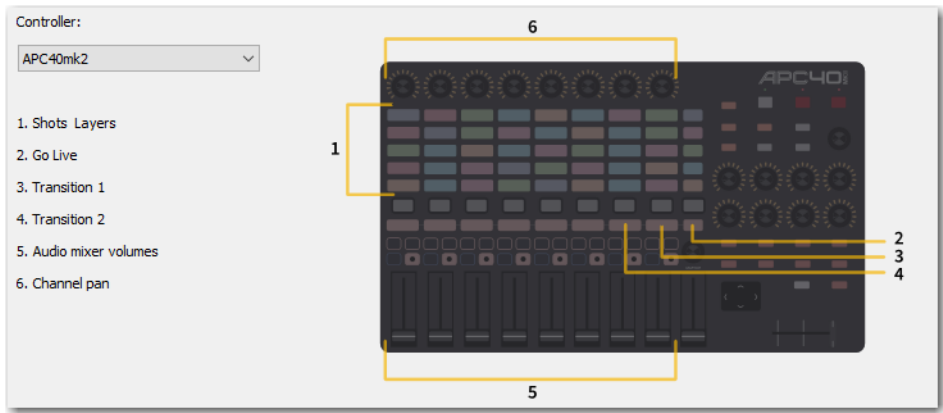 Controller:
APC40mk2
1. Shots Layers
2. Go Live
3. Transition 1
4. Transition 2
5. Audio mixer volumes
6. Channel pan
6
APC40
1
2
3
4
5